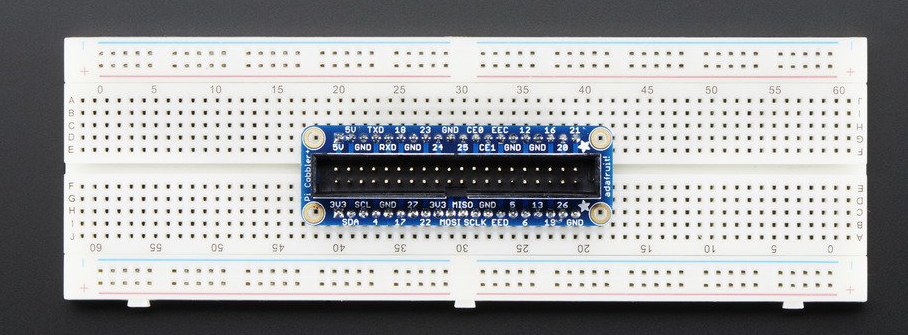 + +
0 5 10 15 20 25 30 35 40 45 50 55 60
A J
B I
C H
D G
E F
5V TXD 18 23 GND CE0 EEC 12 16 21
5V GND RXD GND 24 25 CE1 GND GND 20
Pi Cobbler+
adafruit!
3V3 SCL GND 27 3V3 MISO GND 5 13 26
SDA 4 17 22 MOSI SCLK EED 6 19 GND
F E
G D
H C
I B
J A
60 55 50 45 40 35 30 25 20 15 10 5 0
+ +